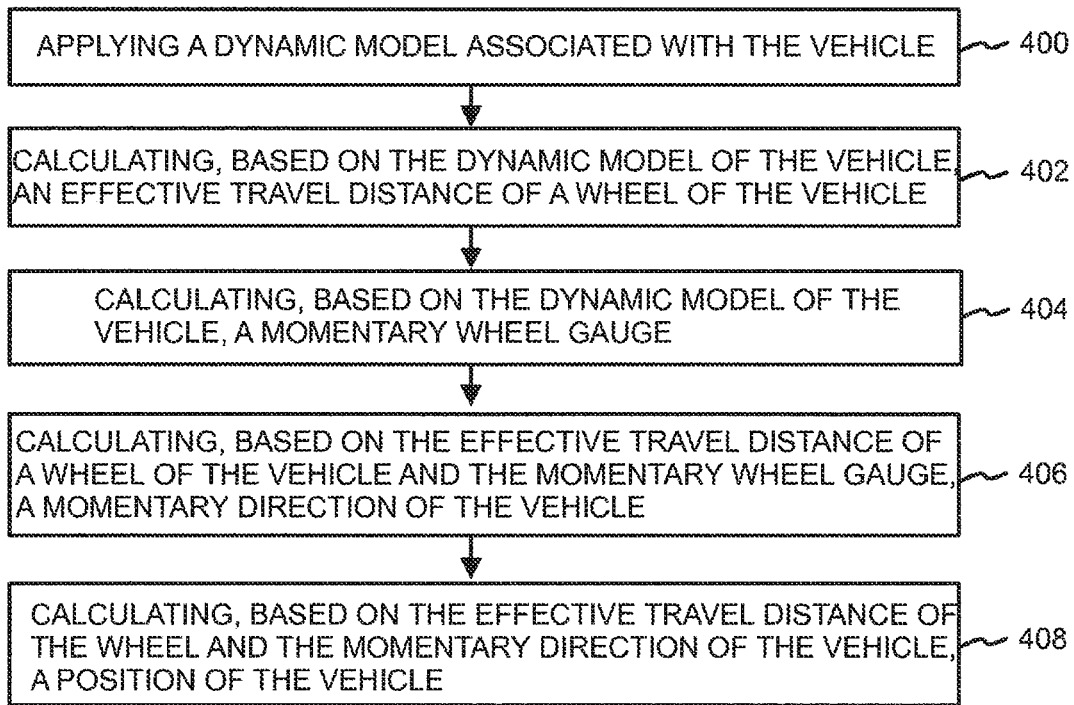 APPLYING A DYNAMIC MODEL ASSOCIATED WITH THE VEHICLE 400
CALCULATING, BASED ON THE DYNAMIC MODEL OF THE VEHICLE, 402
AN EFFECTIVE TRAVEL DISTANCE OF A WHEEL OF THE VEHICLE
CALCULATING, BASED ON THE DYNAMIC MODEL OF THE 404
VEHICLE, A MOMENTARY WHEEL GAUGE
CALCULATING, BASED ON THE EFFECTIVE TRAVEL DISTANCE OF
A WHEEL OF THE VEHICLE AND THE MOMENTARY WHEEL GAUGE, 406
A MOMENTARY DIRECTION OF THE VEHICLE
CALCULATING, BASED ON THE EFFECTIVE TRAVEL DISTANCE OF
THE WHEEL AND THE MOMENTARY DIRECTION OF THE VEHICLE, 408
A POSITION OF THE VEHICLE